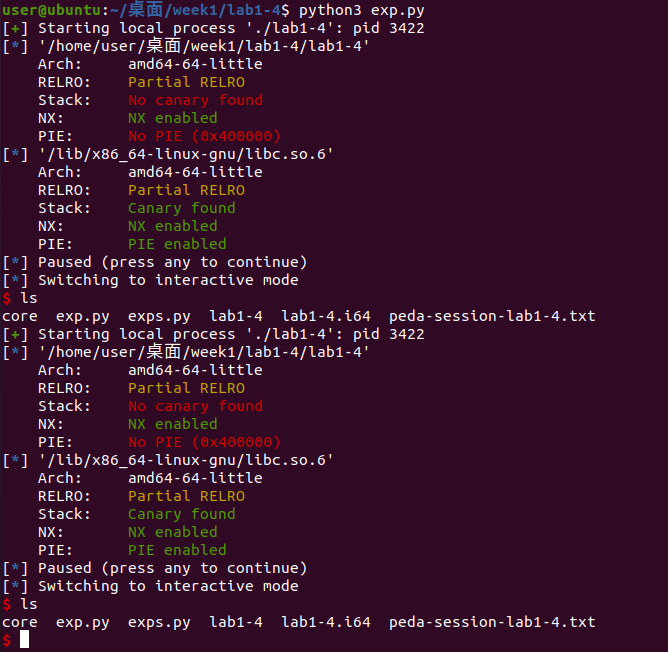 user@ubuntu:~/桌面/week1/lab1-4$ python3 exp.py
[+] Starting local process './lab1-4': pid 3422
[*] '/home/user/桌面/week1/lab1-4/lab1-4'
    Arch:     amd64-64-little
    RELRO:    Partial RELRO
    Stack:    No canary found
    NX:       NX enabled
    PIE:      No PIE (0x400000)
[*] '/lib/x86_64-linux-gnu/libc.so.6'
    Arch:     amd64-64-little
    RELRO:    Partial RELRO
    Stack:    Canary found
    NX:       NX enabled
    PIE:      PIE enabled
[*] Paused (press any to continue)
[*] Switching to interactive mode
$ ls
core  exp.py  exps.py  lab1-4  lab1-4.i64  peda-session-lab1-4.txt
[+] Starting local process './lab1-4': pid 3422
[*] '/home/user/桌面/week1/lab1-4/lab1-4'
    Arch:     amd64-64-little
    RELRO:    Partial RELRO
    Stack:    No canary found
    NX:       NX enabled
    PIE:      No PIE (0x400000)
[*] '/lib/x86_64-linux-gnu/libc.so.6'
    Arch:     amd64-64-little
    RELRO:    Partial RELRO
    Stack:    Canary found
    NX:       NX enabled
    PIE:      PIE enabled
[*] Paused (press any to continue)
[*] Switching to interactive mode
$ ls
core  exp.py  exps.py  lab1-4  lab1-4.i64  peda-session-lab1-4.txt
$